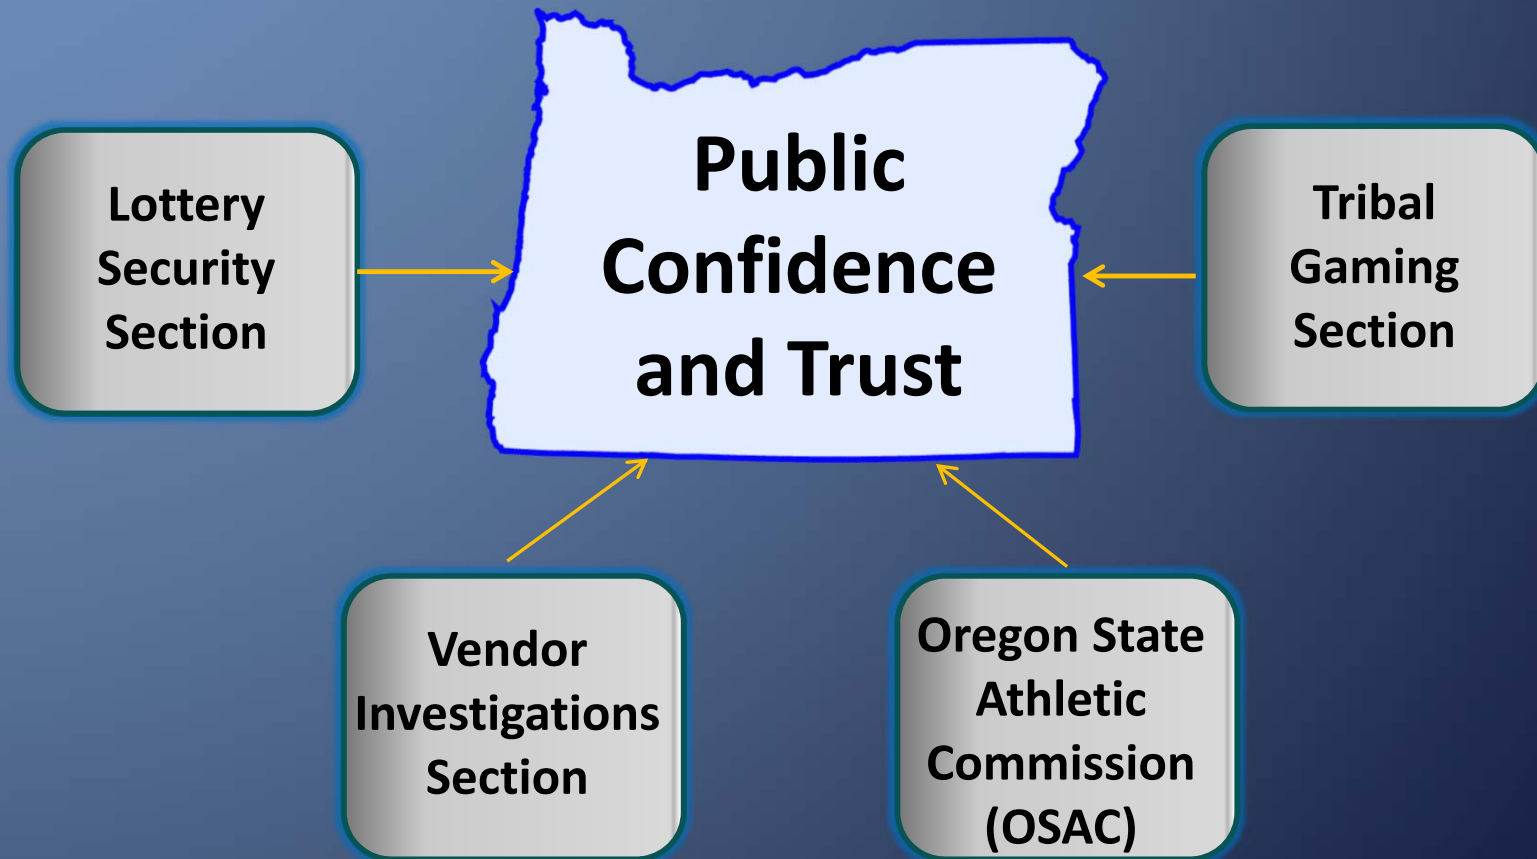 Public
Confidence
and Trust
Lottery
Security
Section
Tribal
Gaming
Section
Vendor
Investigations
Section
Oregon State
Athletic
Commission
(OSAC)